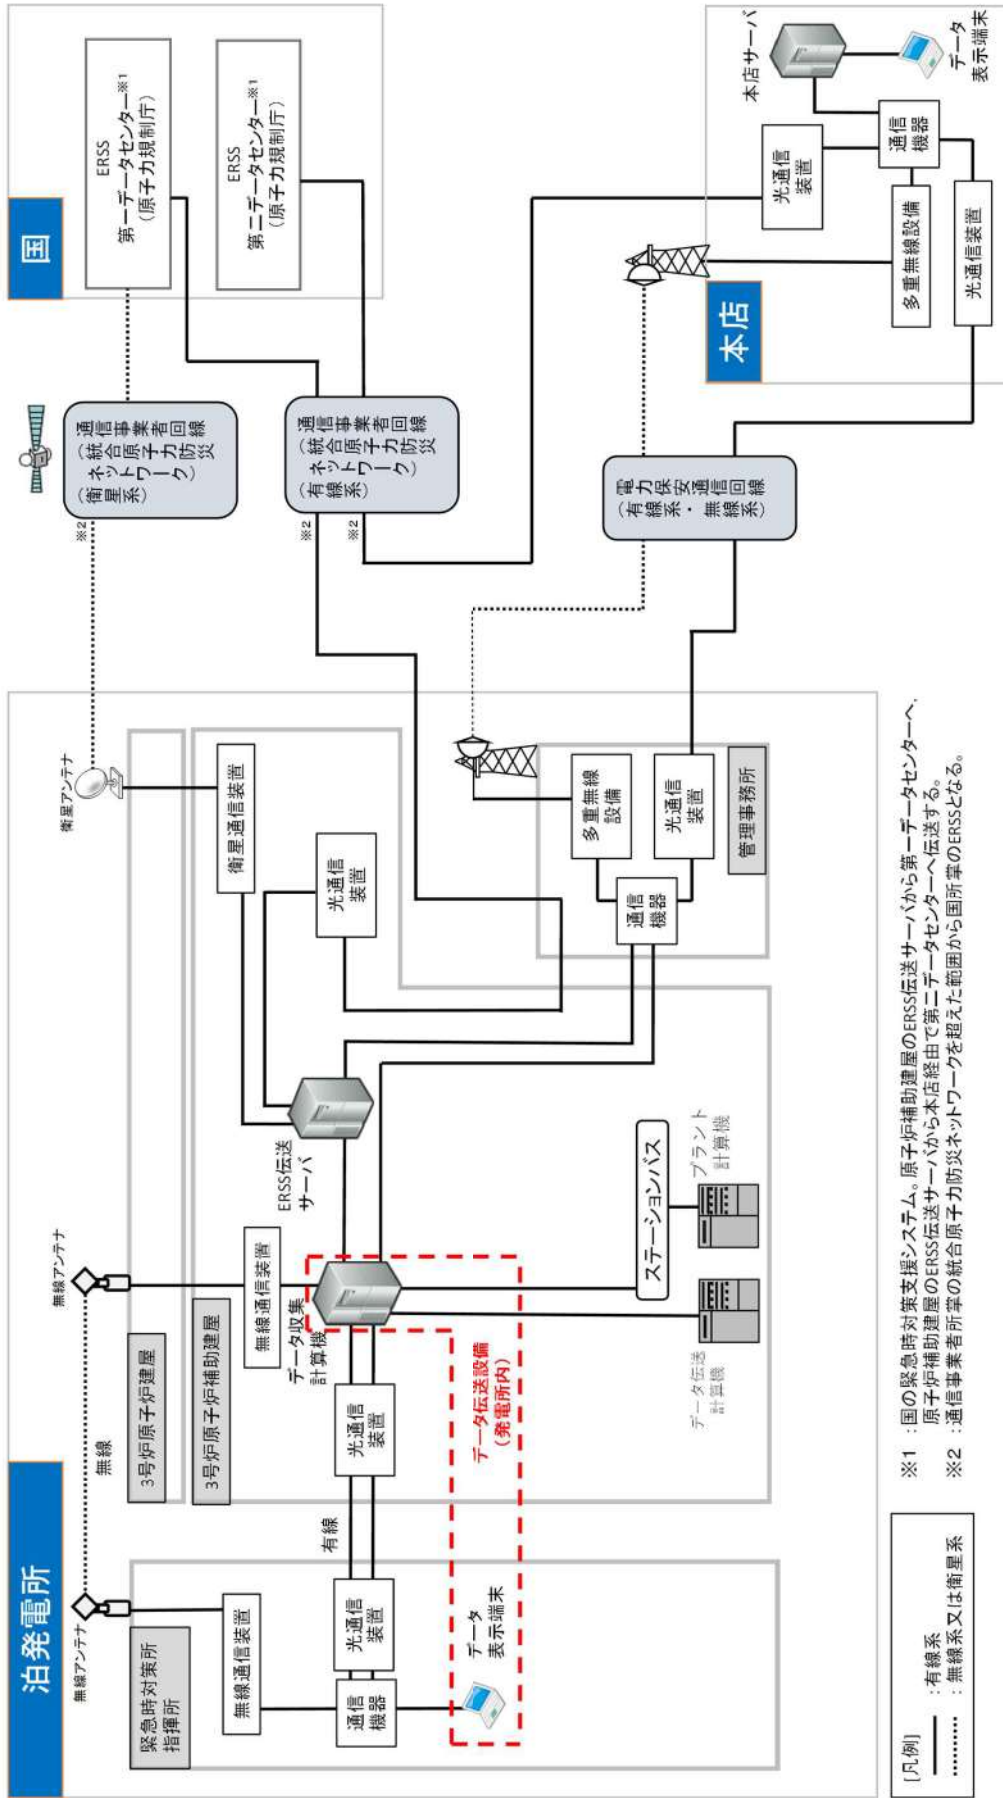 泊発電所
無線アンテナ
無線
無線アンテナ
衛星アンテナ
緊急時対策所
指揮所
3号炉原子炉建屋
3号炉原子炉補助建屋
無線通信装置
無線通信装置
衛星通信装置
通信
機器
光通信
装置
有線
光通信
装置
データ収集
計算機
ERSS伝送
サーバ
光通信
装置
データ
表示端末
データ伝送設備
(発電所内)
データ伝送
計算機
ステーションバス
プラント
計算機
通信
機器
多重無線
設備
光通信
装置
管理事務所
※2
通信事業者回線
(統合原子力防災
ネットワーク)
(衛星系)
※2
※2
通信事業者回線
(統合原子力防災
ネットワーク)
(有線系)
電力保安通信回線
(有線系・無線系)
国
ERSS
第一データセンター※1
(原子力規制庁)
ERSS
第二データセンター※1
(原子力規制庁)
本店
光通信
装置
多重無線設備
光通信装置
通信
機器
本店サーバ
データ
表示端末
[凡例]
:有線系
:無線系又は衛星系
※1 :国の緊急時対策支援システム。原子炉補助建屋のERSS伝送サーバから第一データセンターへ、
原子炉補助建屋のERSS伝送サーバから本店経由で第二データセンターへ伝送する。
※2 :通信事業者所掌の統合原子力防災ネットワークを超えた範囲から国所掌のERSSとなる。